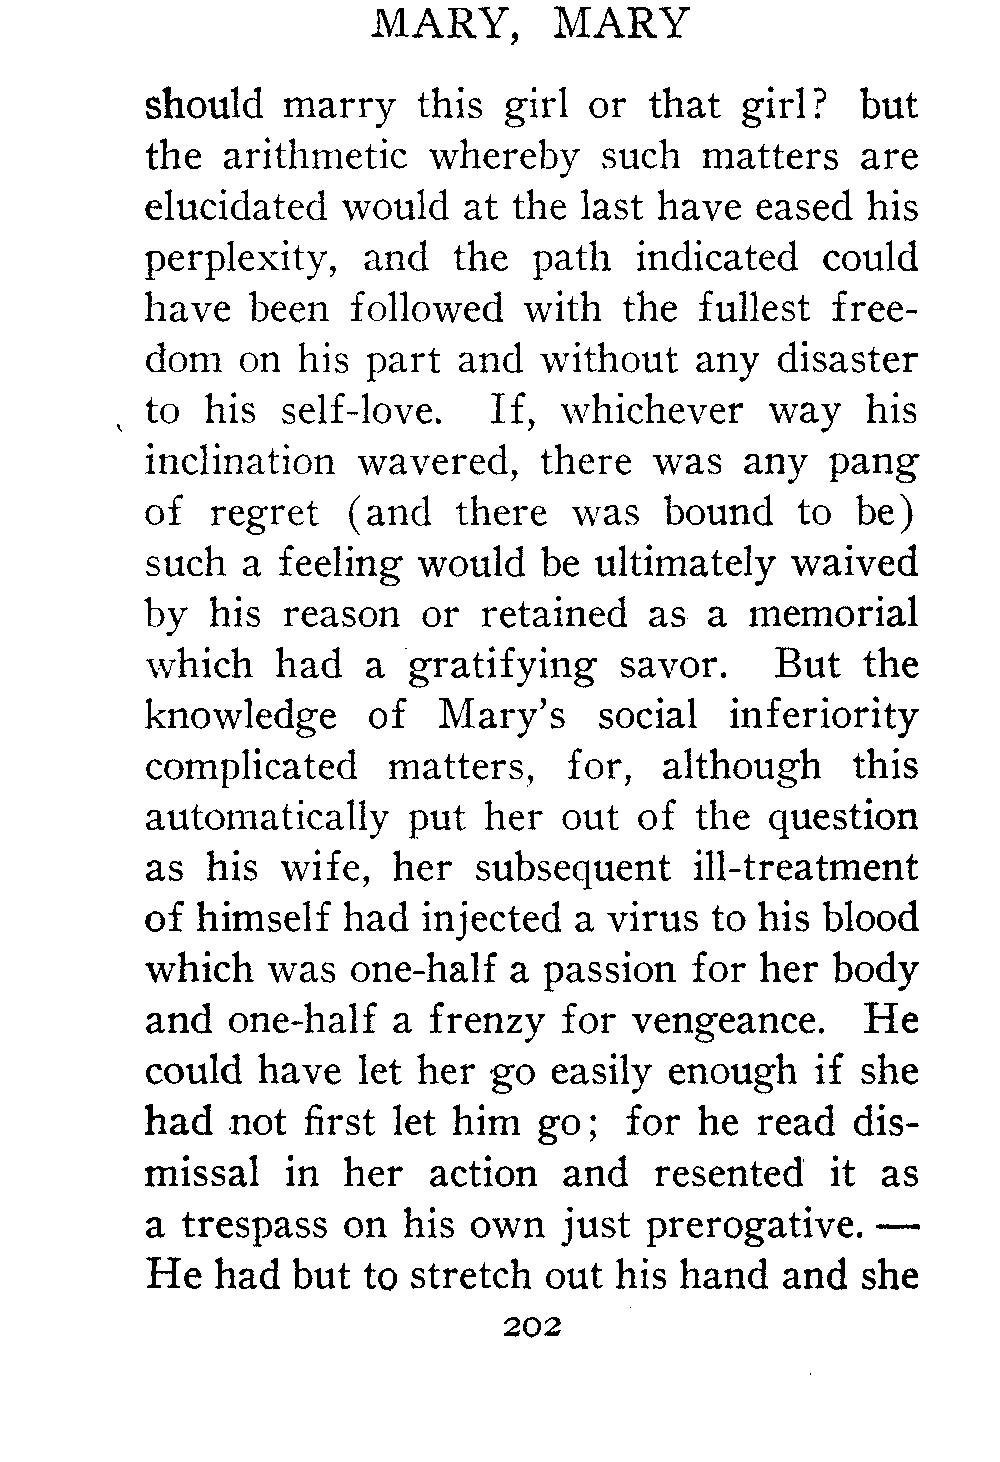 MARY, MARY
should marry this girl or that girl? but
the arithmetic whereby such matters are
elucidated would at the last have eased his
perplexity, and the path indicated could
have been followed with the fullest free-
dom on his part and without any disaster
to his self-love. If, whichever way his
inclination wavered, there was any pang
of regret (and there was bound to be)
such a feeling would be ultimately waived
by his reason or retained as a memorial
which had a gratifying savor. But the
knowledge of Mary's social inferiority
complicated matters, for, although this
automatically put her out of the question
as his wife, her subsequent ill-treatment
of himself had injected a virus to his blood
which was one-half a passion for her body
and one-half a frenzy for vengeance. He
could have let her go easily enough if she
had not first let him go; for he read dis-
missal in her action and resented it as
a trespass on his own just prerogative. —
He had but to stretch out his hand and she
202